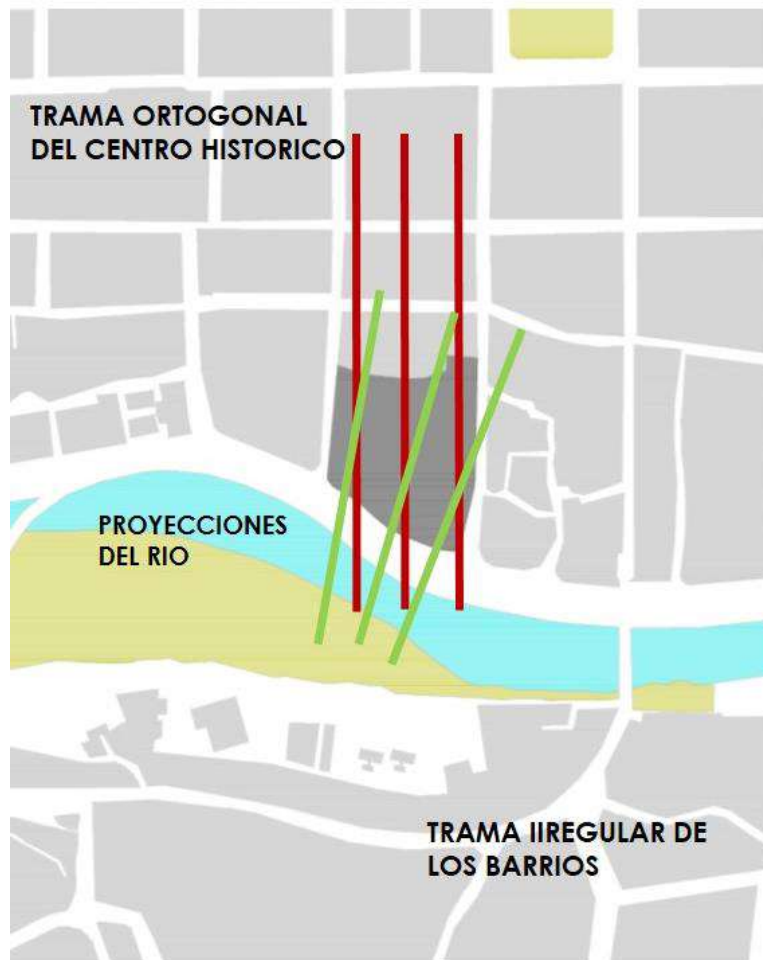 TRAMA ORTOGONAL
DEL CENTRO HISTORICO
PROYECCIONES
DEL RIO
TRAMA IIREGULAR DE
LOS BARRIOS